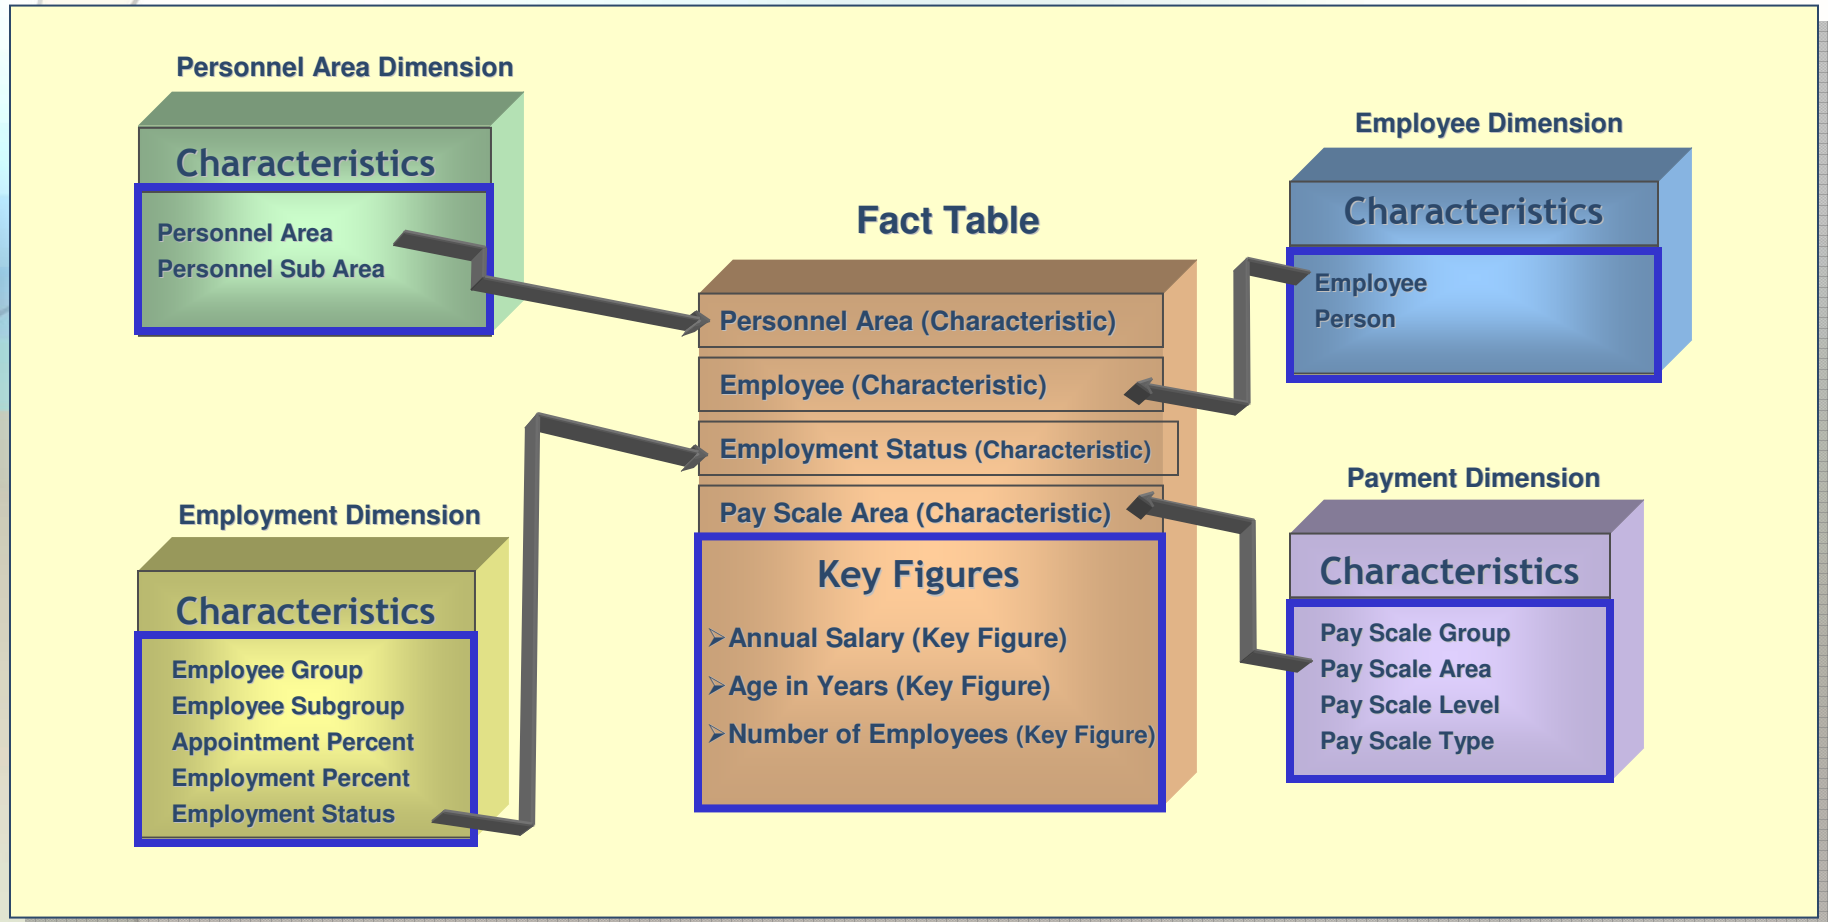 Personnel Area Dimension
Characteristics
Personnel Area
Personnel Sub Area
Employment Dimension
Characteristics
Employee Group
Employee Subgroup
Appointment Percent
Employment Percent
Employment Status
Fact Table
Personnel Area (Characteristic)
Employee (Characteristic)
Employment Status (Characteristic)
Pay Scale Area (Characteristic)
Key Figures
➢Annual Salary (Key Figure)
➢Age in Years (Key Figure)
➢Number of Employees (Key Figure)
Employee Dimension
Characteristics
Employee
Person
Payment Dimension
Characteristics
Pay Scale Group
Pay Scale Area
Pay Scale Level
Pay Scale Type